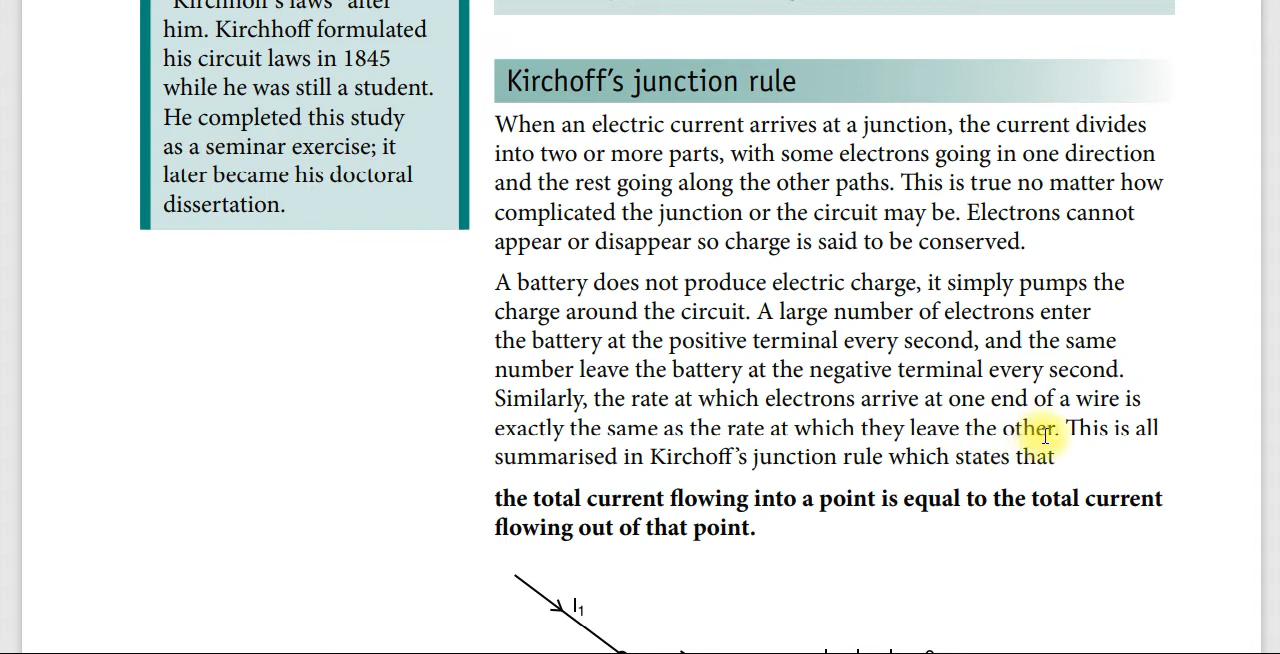 "Kirchhoff's laws" after
him. Kirchhoff formulated
his circuit laws in 1845
while he was still a student.
He completed this study
as a seminar exercise; it
later became his doctoral
dissertation.
Kirchoff's junction rule
When an electric current arrives at a junction, the current divides
into two or more parts, with some electrons going in one direction
and the rest going along the other paths. This is true no matter how
complicated the junction or the circuit may be. Electrons cannot
appear or disappear so charge is said to be conserved.
A battery does not produce electric charge, it simply pumps the
charge around the circuit. A large number of electrons enter
the battery at the positive terminal every second, and the same
number leave the battery at the negative terminal every second.
Similarly, the rate at which electrons arrive at one end of a wire is
exactly the same as the rate at which they leave the other. This is all
summarised in Kirchoff's junction rule which states that
the total current flowing into a point is equal to the total current
flowing out of that point.
I₁